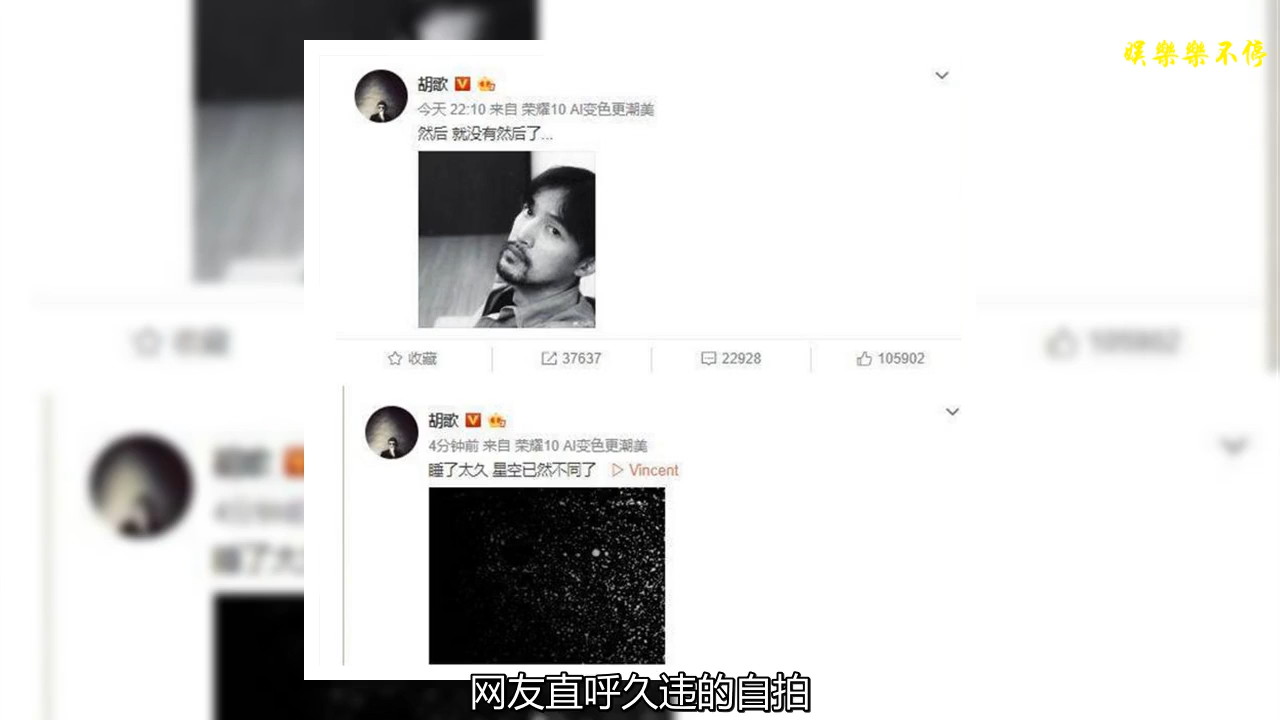 娱樂樂不停
胡歌
今天 22:10 来自 荣耀10 AI变色更潮美
然后 就没有然后了...
收藏
37637
22928
105902
收藏
105902
胡歌
4分钟前 来自 荣耀10 AI变色更潮美
睡了太久 星空已然不同了 Vincent
网友直呼久违的自拍